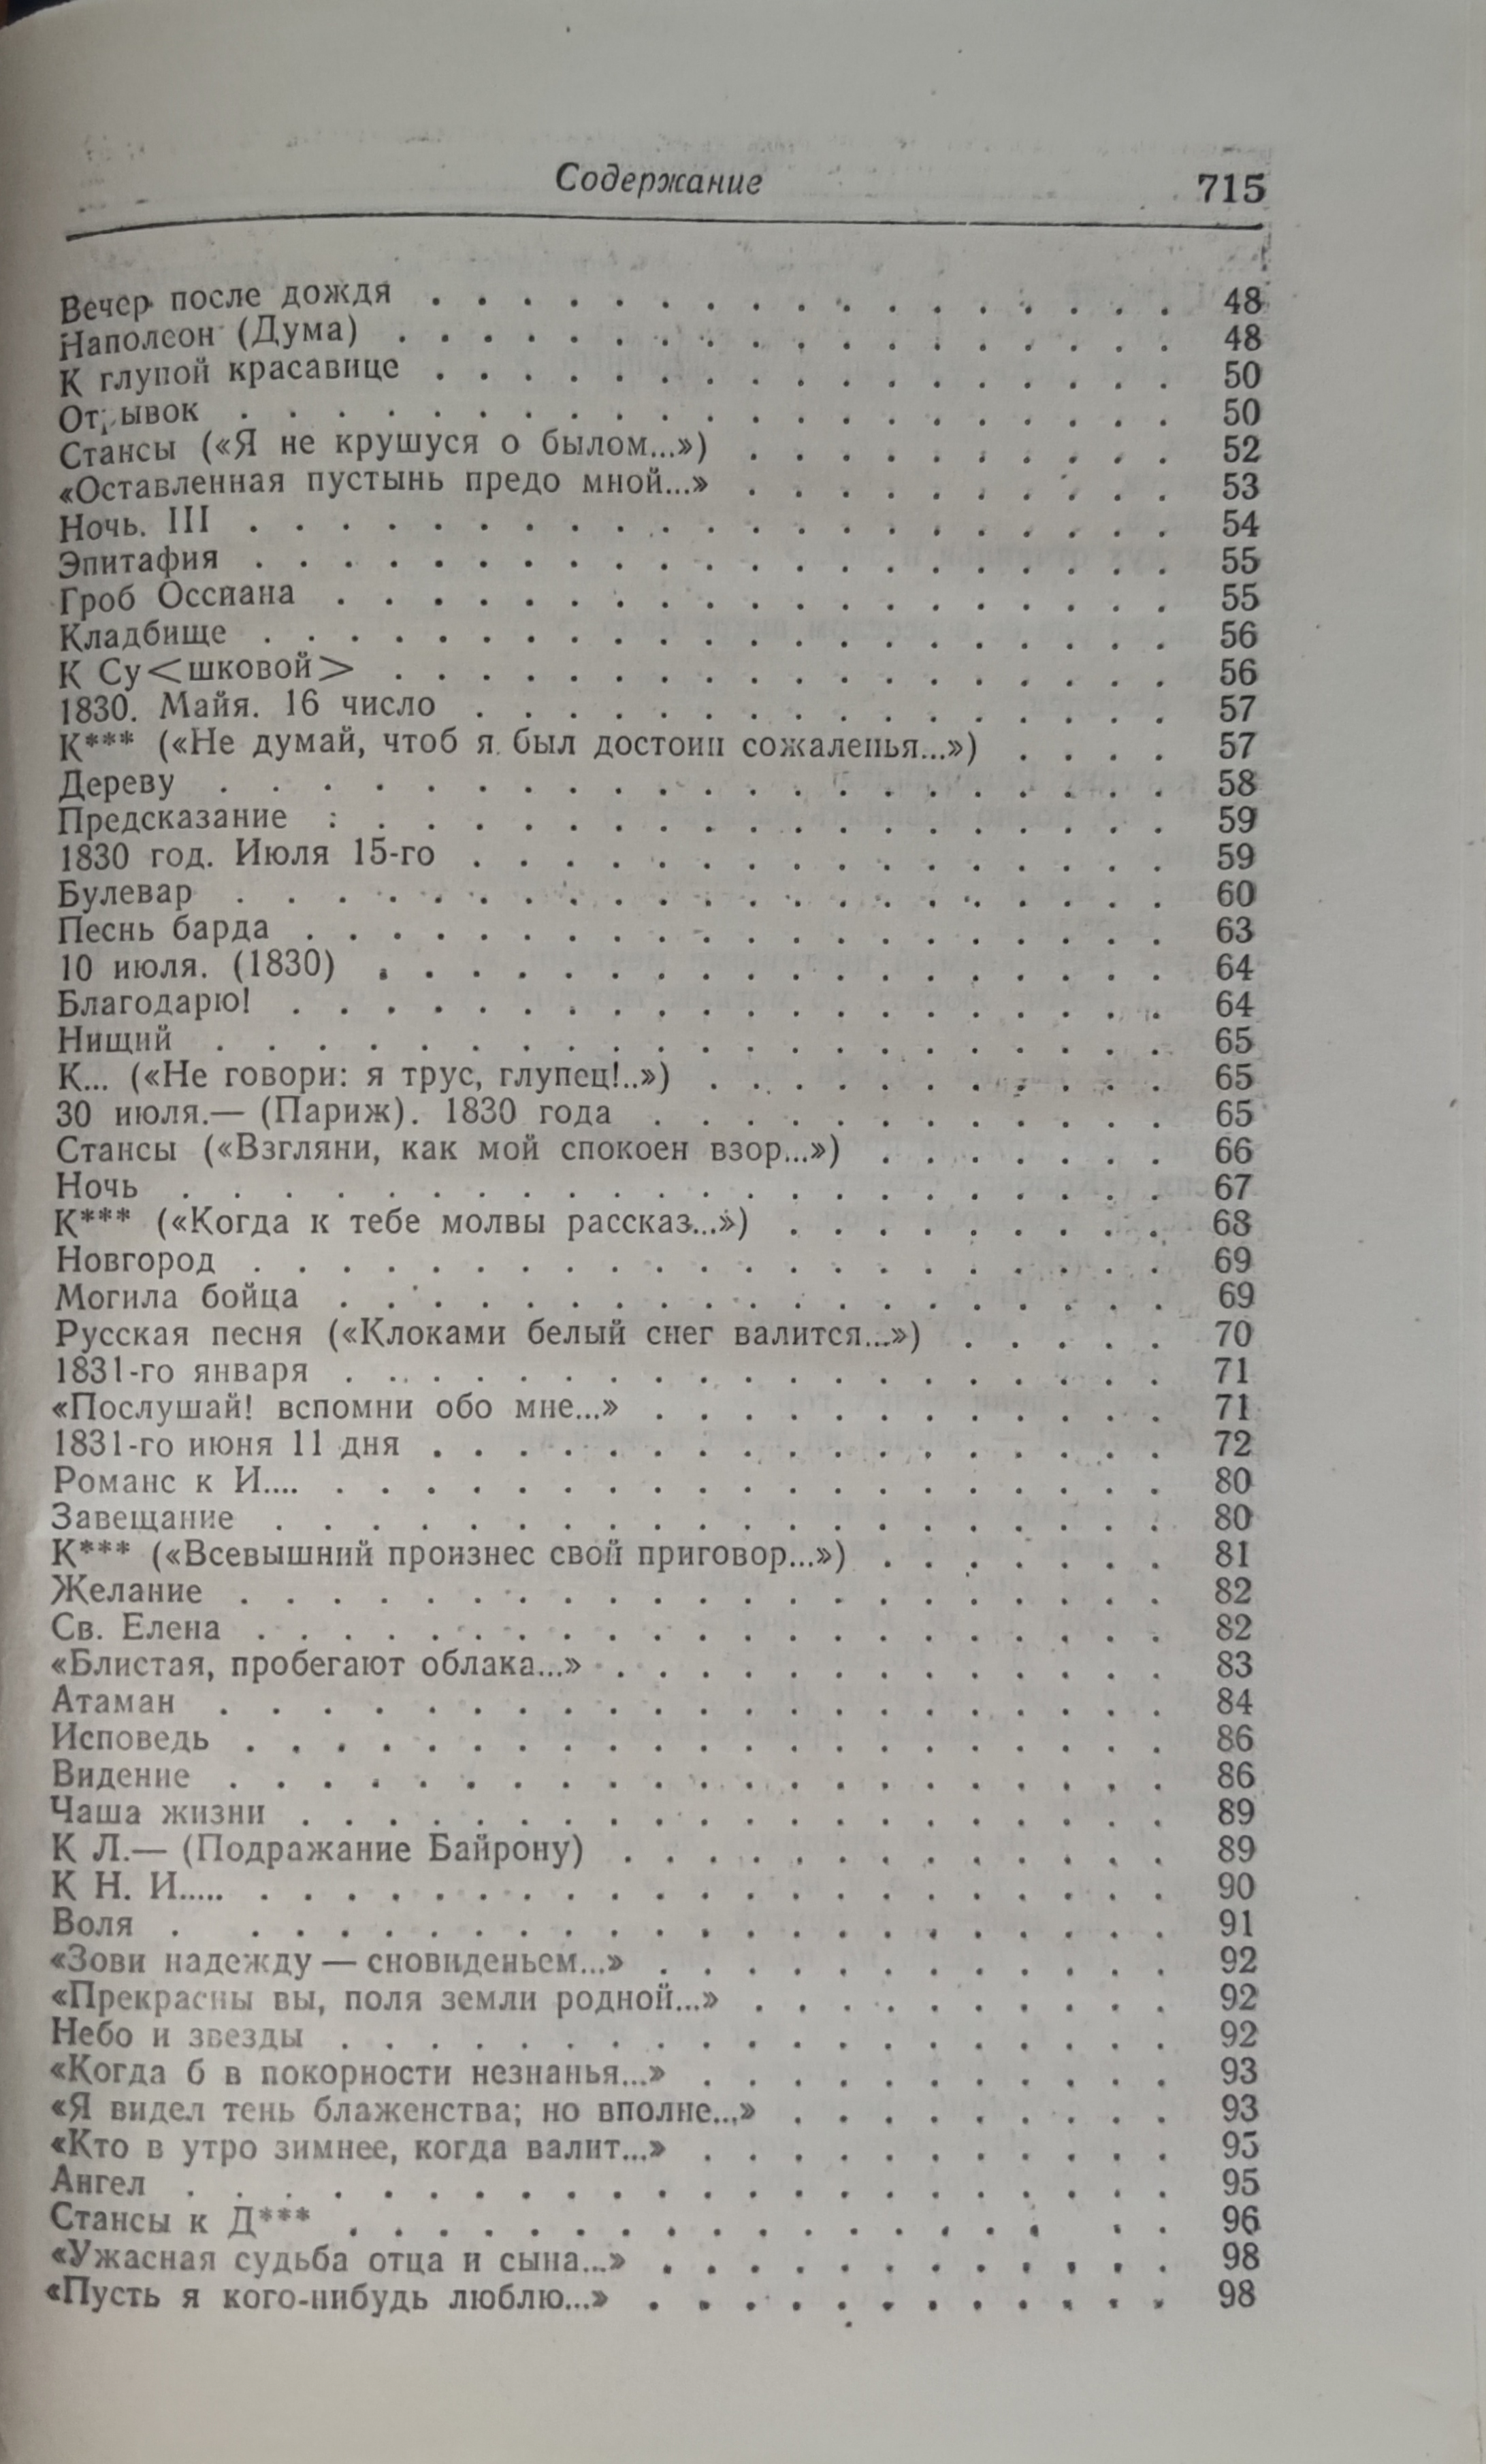 Содержание 715
Вечер после дождя . . . . . . . . . . . . . . . . . 48
Наполеон (Дума) . . . . . . . . . . . . . . . . . . 48
К глупой красавице . . . . . . . . . . . . . . . . . 50
Отрывок . . . . . . . . . . . . . . . . . . . . . 50
Стансы («Я не крушуся о былом...») . . . . . . . . . . 52
«Оставленная пустынь предо мной...» . . . . . . . . . . 53
Ночь. III . . . . . . . . . . . . . . . . . . . . . 54
Эпитафия . . . . . . . . . . . . . . . . . . . . . 55
Гроб Оссиана . . . . . . . . . . . . . . . . . . . 55
Кладбище . . . . . . . . . . . . . . . . . . . . . 56
К Су<шковой> . . . . . . . . . . . . . . . . . . 56
1830. Майя. 16 число . . . . . . . . . . . . . . . . 57
К*** («Не думай, чтоб я был достоин сожаленья...») . . . . 57
Дереву . . . . . . . . . . . . . . . . . . . . . 58
Предсказание . . . . . . . . . . . . . . . . . . . 59
1830 год. Июля 15-го . . . . . . . . . . . . . . . . 59
Булевар . . . . . . . . . . . . . . . . . . . . . 60
Песнь барда . . . . . . . . . . . . . . . . . . . . 63
10 июля. (1830) . . . . . . . . . . . . . . . . . . 64
Благодарю! . . . . . . . . . . . . . . . . . . . . 64
Нищий . . . . . . . . . . . . . . . . . . . . . 65
К... («Не говори: я трус, глупец!..») . . . . . . . . . . . 65
30 июля.— (Париж). 1830 года . . . . . . . . . . . . 65
Стансы («Взгляни, как мой спокоен взор...») . . . . . . . 66
Ночь . . . . . . . . . . . . . . . . . . . . . . 67
К*** («Когда к тебе молвы рассказ...») . . . . . . . . . 68
Новгород . . . . . . . . . . . . . . . . . . . . . 69
Могила бойца . . . . . . . . . . . . . . . . . . . 69
Русская песня («Клоками белый снег валится...») . . . . . 70
1831-го января . . . . . . . . . . . . . . . . . . . 71
«Послушай! вспомни обо мне...» . . . . . . . . . . . . 71
1831-го июня 11 дня . . . . . . . . . . . . . . . . . 72
Романс к И.... . . . . . . . . . . . . . . . . . . . 80
Завещание . . . . . . . . . . . . . . . . . . . . 80
К*** («Всевышний произнес свой приговор...») . . . . . . . 81
Желание . . . . . . . . . . . . . . . . . . . . . 82
Св. Елена . . . . . . . . . . . . . . . . . . . . . 82
«Блистая, пробегают облака...» . . . . . . . . . . . . . 83
Атаман . . . . . . . . . . . . . . . . . . . . . 84
Исповедь . . . . . . . . . . . . . . . . . . . . . 86
Видение . . . . . . . . . . . . . . . . . . . . . 86
Чаша жизни . . . . . . . . . . . . . . . . . . . . 89
К Л.— (Подражание Байрону) . . . . . . . . . . . . . 89
К Н. И..... . . . . . . . . . . . . . . . . . . . . . 90
Воля . . . . . . . . . . . . . . . . . . . . . . 91
«Зови надежду — сновиденьем...» . . . . . . . . . . . . 92
«Прекрасны вы, поля земли родной...» . . . . . . . . . . 92
Небо и звезды . . . . . . . . . . . . . . . . . . . 92
«Когда б в покорности незнанья...» . . . . . . . . . . . 93
«Я видел тень блаженства; но вполне...» . . . . . . . . . 93
«Кто в утро зимнее, когда валит...» . . . . . . . . . . . 95
Ангел . . . . . . . . . . . . . . . . . . . . . . 95
Стансы к Д*** . . . . . . . . . . . . . . . . . . . 96
«Ужасная судьба отца и сына...» . . . . . . . . . . . . 98
«Пусть я кого-нибудь люблю...» . . . . . . . . . . . . 98